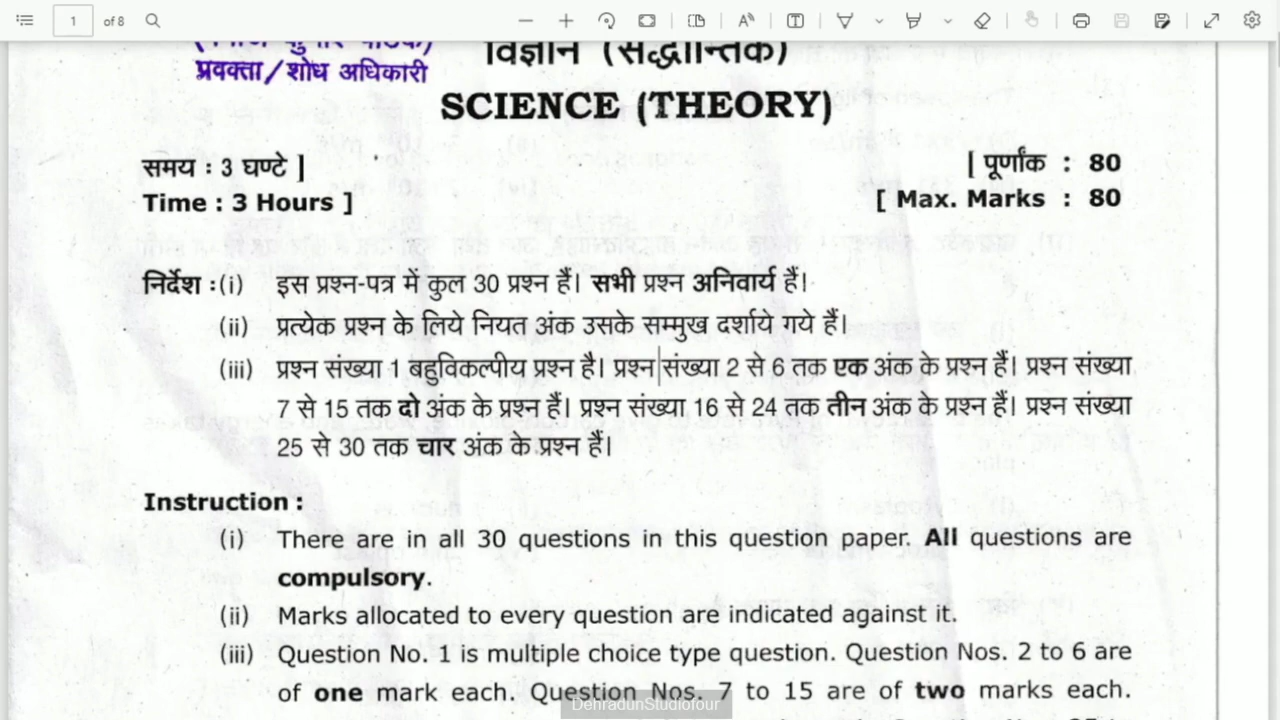 1 of 8
प्रवक्ता/शोध अधिकारी
विज्ञान (सैद्धान्तिक)
SCIENCE (THEORY)
समय : 3 घण्टे ] [ पूर्णांक : 80
Time : 3 Hours ] [ Max. Marks : 80
निर्देश :(i) इस प्रश्न-पत्र में कुल 30 प्रश्न हैं। सभी प्रश्न अनिवार्य हैं।
(ii) प्रत्येक प्रश्न के लिये नियत अंक उसके सम्मुख दर्शाये गये हैं।
(iii) प्रश्न संख्या 1 बहुविकल्पीय प्रश्न है। प्रश्न संख्या 2 से 6 तक एक अंक के प्रश्न हैं। प्रश्न संख्या
7 से 15 तक दो अंक के प्रश्न हैं। प्रश्न संख्या 16 से 24 तक तीन अंक के प्रश्न हैं। प्रश्न संख्या
25 से 30 तक चार अंक के प्रश्न हैं।
Instruction :
(i) There are in all 30 questions in this question paper. All questions are
compulsory.
(ii) Marks allocated to every question are indicated against it.
(iii) Question No. 1 is multiple choice type question. Question Nos. 2 to 6 are
of one mark each. Question Nos. 7 to 15 are of two marks each.
DehradunStudiofour